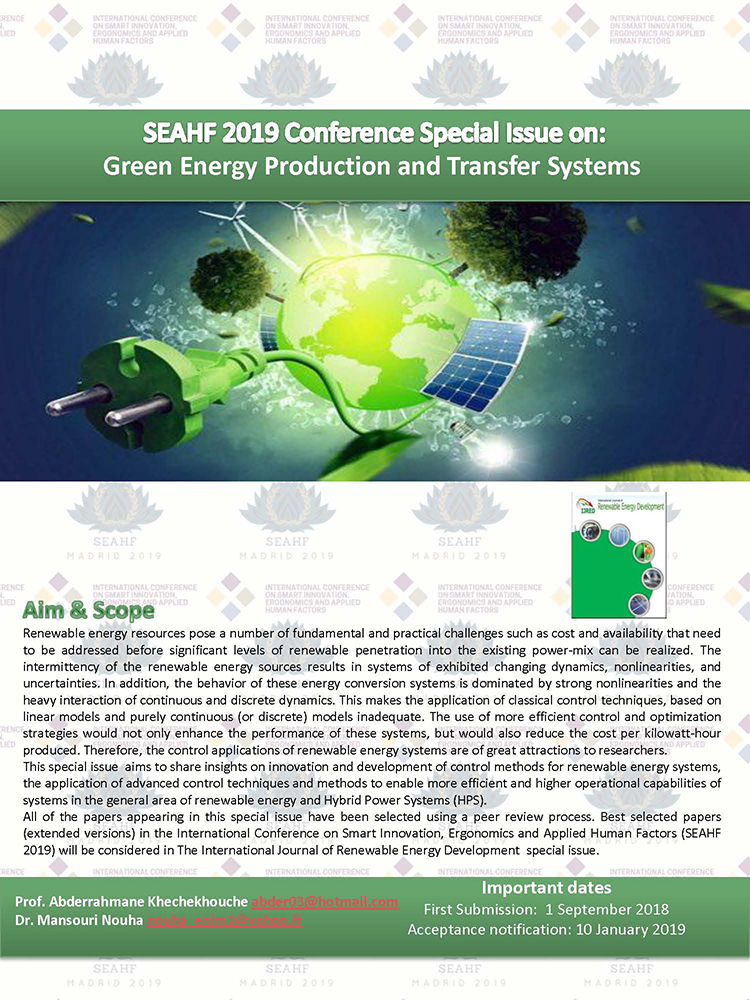 SEAHF 2019 Conference Special Issue on:
Green Energy Production and Transfer Systems
International Journal of
Renewable Energy Development
IJRED
Aim & Scope
Renewable energy resources pose a number of fundamental and practical challenges such as cost and availability that need
to be addressed before significant levels of renewable penetration into the existing power-mix can be realized. The
intermittency of the renewable energy sources results in systems of exhibited changing dynamics, nonlinearities, and
uncertainties. In addition, the behavior of these energy conversion systems is dominated by strong nonlinearities and the
heavy interaction of continuous and discrete dynamics. This makes the application of classical control techniques, based on
linear models and purely continuous (or discrete) models inadequate. The use of more efficient control and optimization
strategies would not only enhance the performance of these systems, but would also reduce the cost per kilowatt-hour
produced. Therefore, the control applications of renewable energy systems are of great attractions to researchers.
This special issue aims to share insights on innovation and development of control methods for renewable energy systems,
the application of advanced control techniques and methods to enable more efficient and higher operational capabilities of
systems in the general area of renewable energy and Hybrid Power Systems (HPS).
All of the papers appearing in this special issue have been selected using a peer review process. Best selected papers
(extended versions) in the International Conference on Smart Innovation, Ergonomics and Applied Human Factors (SEAHF
2019) will be considered in The International Journal of Renewable Energy Development special issue.
Prof. Abderrahmane Khechekhouche abder03@hotmail.com
Dr. Mansouri Nouha nouha_enim1@yahoo.fr
Important dates
First Submission: 1 September 2018
Acceptance notification: 10 January 2019
INTERNATIONAL CONFERENCE
ON SMART INNOVATION,
ERGONOMICS AND APPLIED
HUMAN FACTORS
SEAHF
MADRID 2019